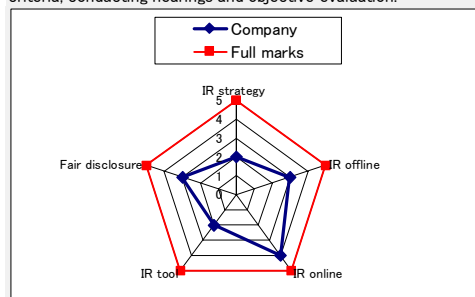 criteria, conducting hearings and objective evaluation.
Company
Full marks
IR strategy
5
4
3
2
1
0
Fair disclosure
IR offline
IR tool
IR online